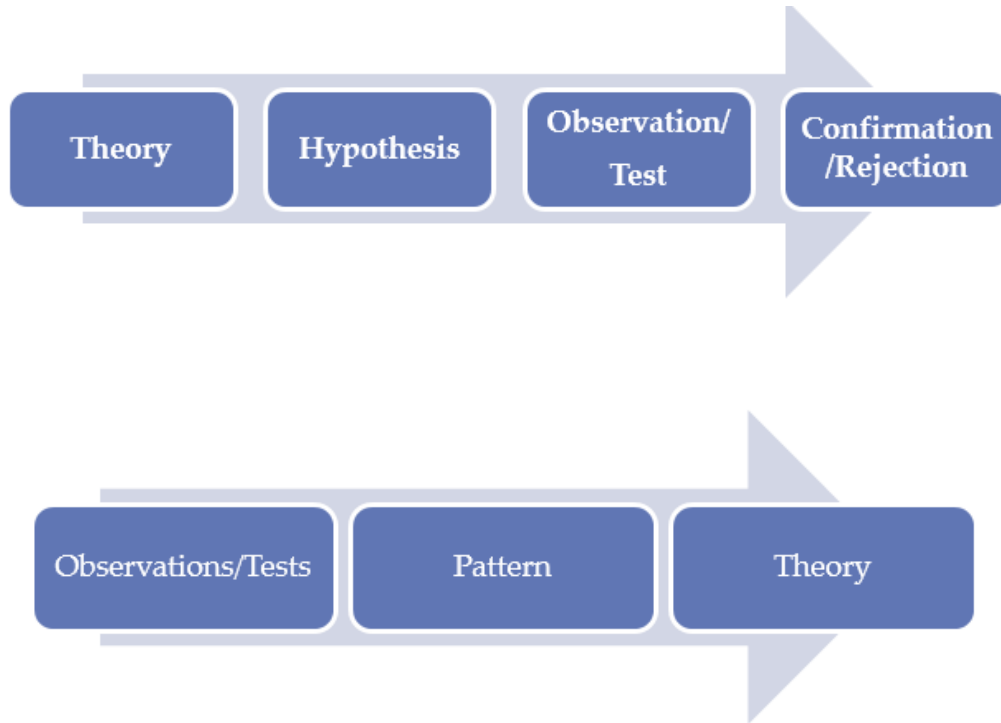 Theory
Hypothesis
Observation/
Test
Confirmation
/Rejection
Observations/Tests
Pattern
Theory